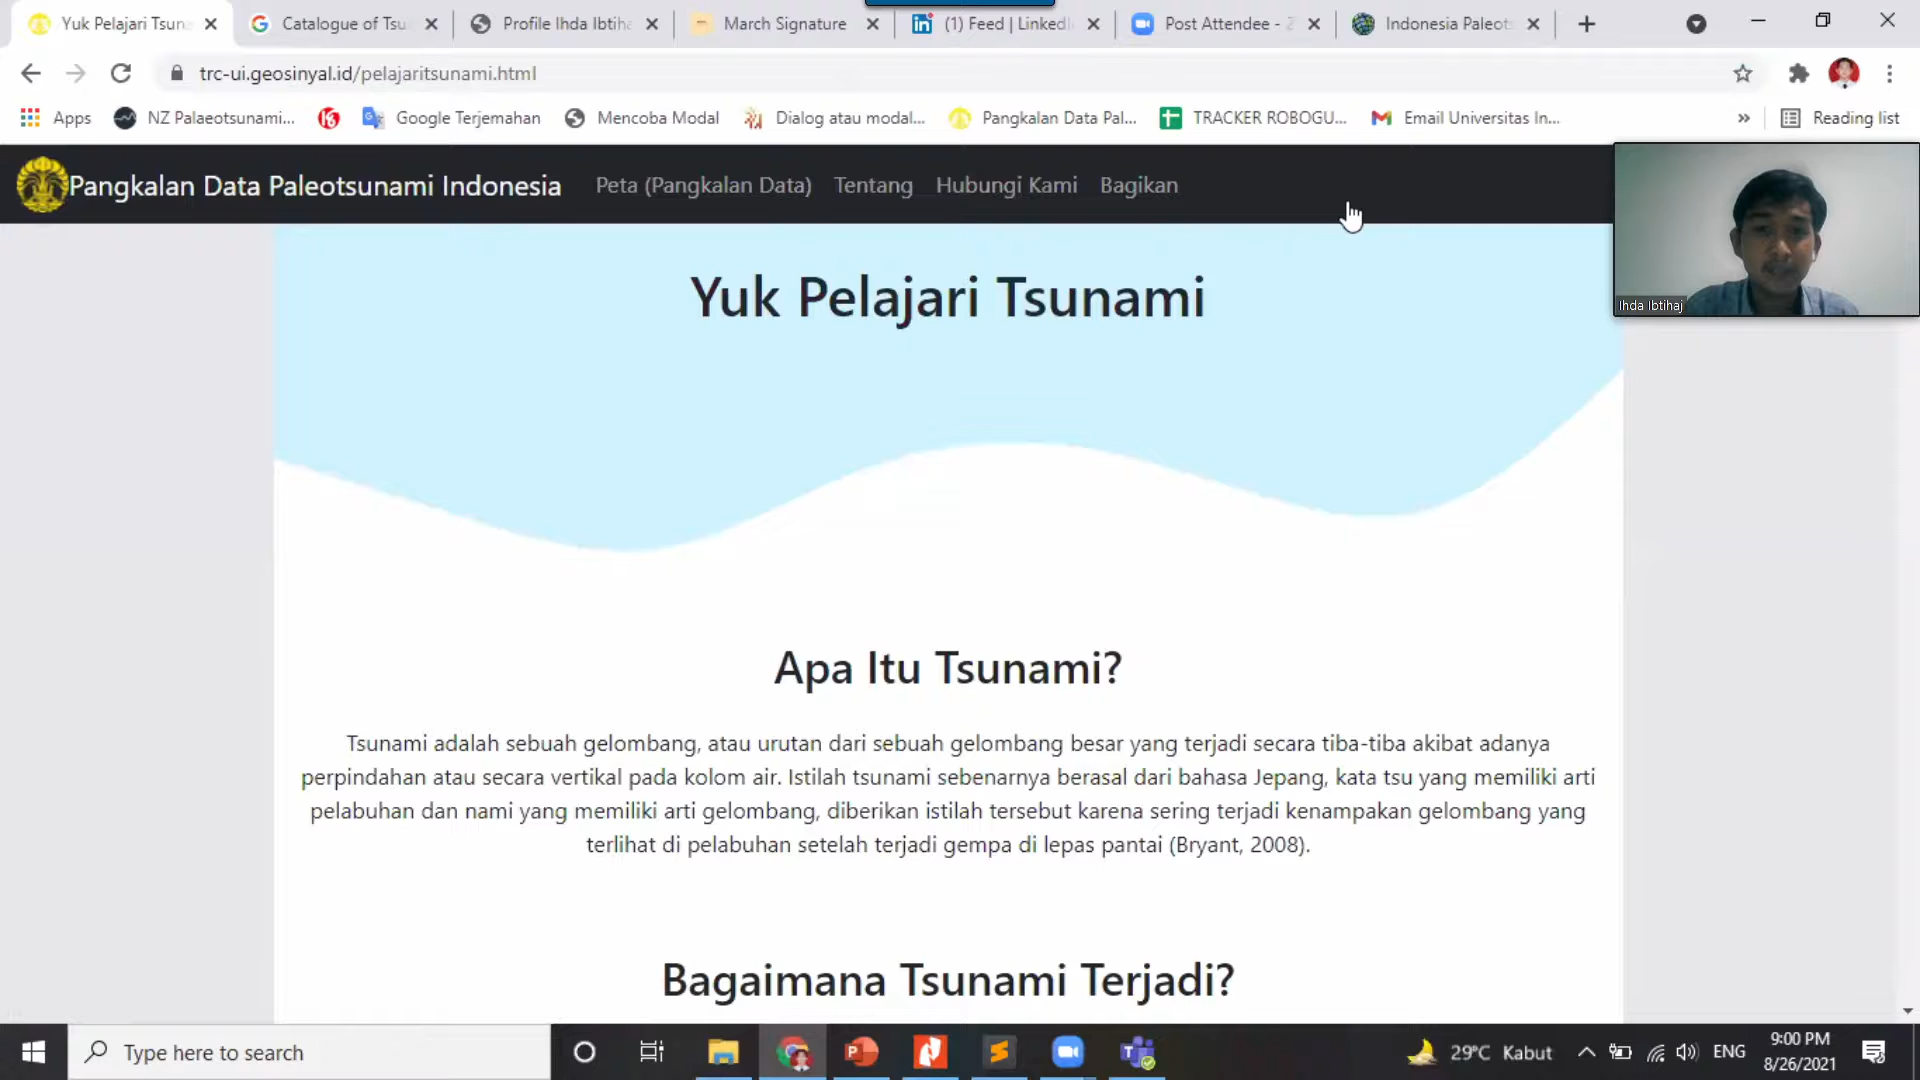 Yuk Pelajari Tsuna
Catalogue of Tsu
Profile Ihda Ibtiha
March Signature
(1) Feed | LinkedI
Post Attendee - Z
Indonesia Paleots
trc-ui.geosinyal.id/pelajaritsunami.html
Apps
NZ Palaeotsunami...
Google Terjemahan
Mencoba Modal
Dialog atau modal...
Pangkalan Data Pal...
TRACKER ROBOGU...
Email Universitas In...
»
Reading list
Pangkalan Data Paleotsunami Indonesia
Peta (Pangkalan Data)
Tentang
Hubungi Kami
Bagikan
Ihda Ibtihaj
Yuk Pelajari Tsunami
Apa Itu Tsunami?
Tsunami adalah sebuah gelombang, atau urutan dari sebuah gelombang besar yang terjadi secara tiba-tiba akibat adanya
perpindahan atau secara vertikal pada kolom air. Istilah tsunami sebenarnya berasal dari bahasa Jepang, kata tsu yang memiliki arti
pelabuhan dan nami yang memiliki arti gelombang, diberikan istilah tersebut karena sering terjadi kenampakan gelombang yang
terlihat di pelabuhan setelah terjadi gempa di lepas pantai (Bryant, 2008).
Bagaimana Tsunami Terjadi?
Type here to search
29°C Kabut
ENG
9:00 PM
8/26/2021